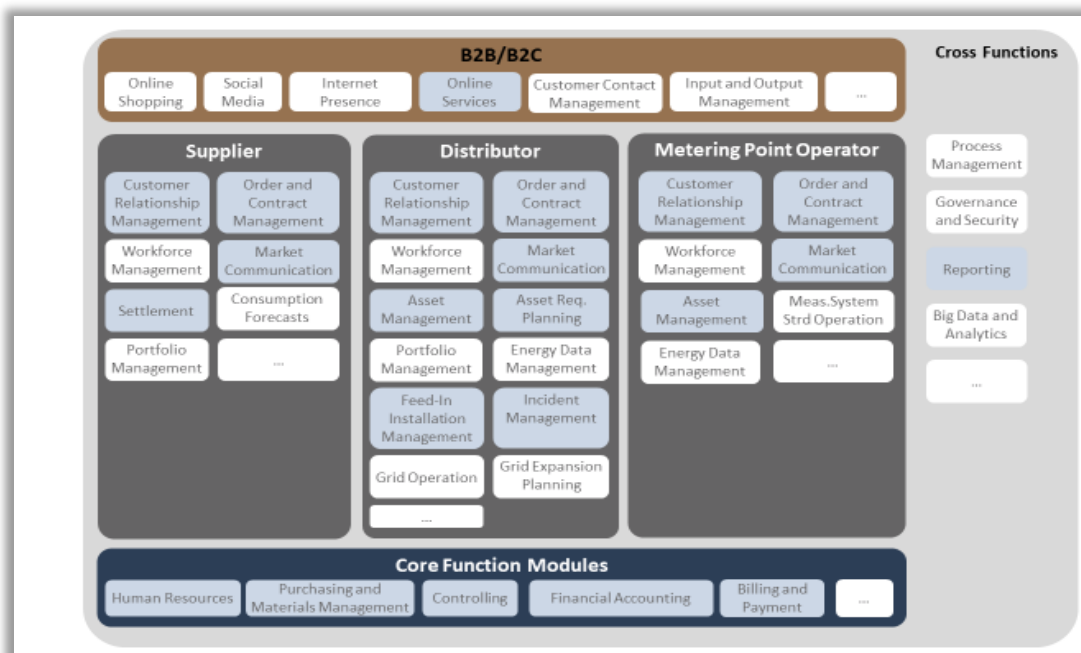 B2B/B2C
Cross Functions
Online
Shopping
Social
Media
Internet
Presence
Online
Services
Customer Contact
Management
Input and Output
Management
...
Supplier
Customer
Relationship
Management
Order and
Contract
Management
Workforce
Management
Market
Communication
Settlement
Consumption
Forecasts
Portfolio
Management
...
Distributor
Customer
Relationship
Management
Order and
Contract
Management
Workforce
Management
Market
Communication
Asset
Management
Asset Req.
Planning
Portfolio
Management
Energy Data
Management
Feed-In
Installation
Management
Incident
Management
Grid Operation
Grid Expansion
Planning
...
Metering Point Operator
Customer
Relationship
Management
Order and
Contract
Management
Workforce
Management
Market
Communication
Asset
Management
Meas.System
Strd Operation
Energy Data
Management
...
Process
Management
Governance
and Security
Reporting
Big Data and
Analytics
...
Core Function Modules
Human Resources
Purchasing and
Materials Management
Controlling
Financial Accounting
Billing and
Payment
...